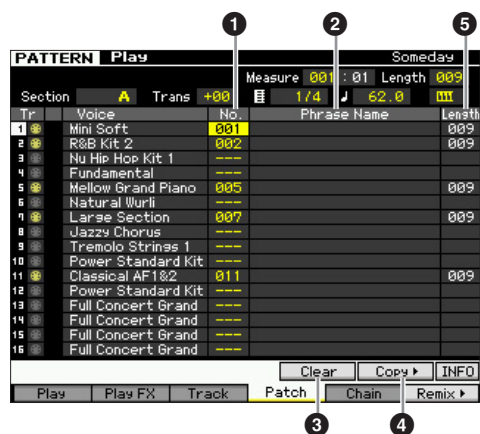 1 2 5
PATTERN Play Someday
Measure 001 : 01 Length 009
Section A Trans +00 1/4 ♩ 62.0
Tr Voice No. Phrase Name Length
1 Mini Soft 001 009
2 R&B Kit 2 002 009
3 Nu Hip Hop Kit 1 ---
4 Fundamental ---
5 Mellow Grand Piano 005 009
6 Natural Wurli ---
7 Large Section 007 009
8 Jazzy Chorus ---
9 Tremolo Strings 1 ---
10 Power Standard Kit ---
11 Classical AF1&2 011 009
12 Power Standard Kit ---
13 Full Concert Grand ---
14 Full Concert Grand ---
15 Full Concert Grand ---
16 Full Concert Grand ---
Clear Copy INFO
Play Play FX Track Patch Chain Remix
3 4